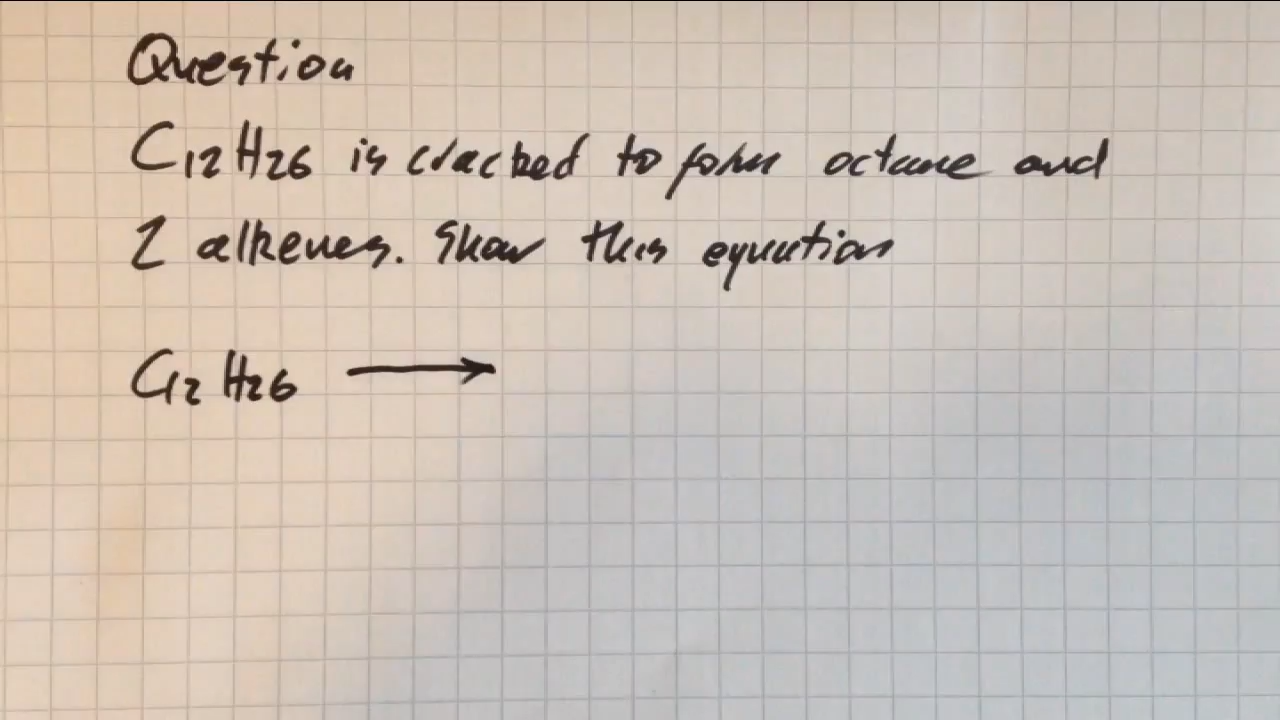 Question
C12H26 is cracked to form octane and
2 alkenes. Show this equation
C12H26 →